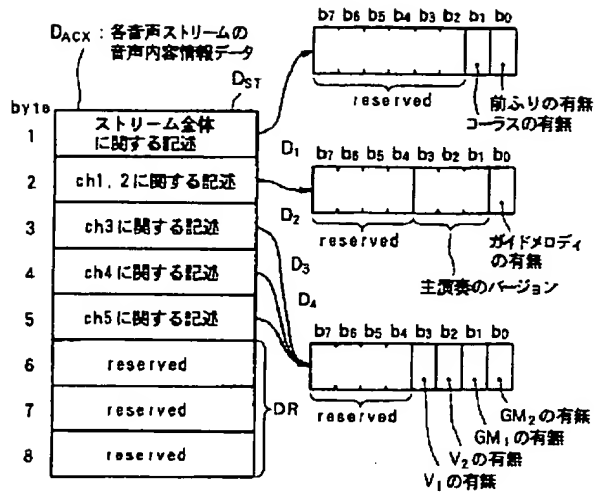 DACX : 各音声ストリームの
音声内容情報データ
DST
byte
1 ストリーム全体
に関する記述
2 ch1, 2に関する記述
3 ch3に関する記述
4 ch4に関する記述
5 ch5に関する記述
6 reserved
7 reserved
8 reserved
DR
D1
D2
D3
D4
b7 b6 b5 b4 b3 b2 b1 b0
reserved
前ふりの有無
コーラスの有無
b7 b6 b5 b4 b3 b2 b1 b0
reserved
ガイドメロディ
の有無
主演奏のバージョン
b7 b6 b5 b4 b3 b2 b1 b0
reserved
GM2の有無
GM1の有無
V2の有無
V1の有無